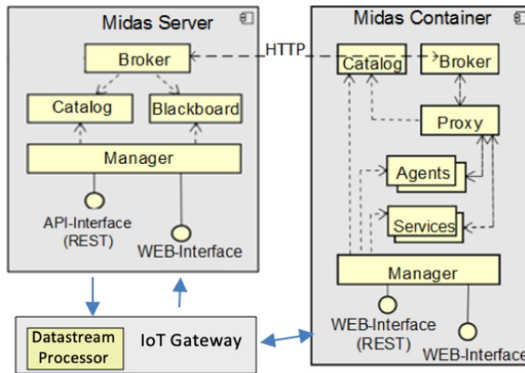 Midas Server
Broker
Catalog
Blackboard
Manager
API-Interface
(REST)
WEB-Interface
HTTP
Midas Container
Catalog
Broker
Proxy
Agents
Services
Manager
WEB-Interface
(REST)
WEB-Interface
Datastream
Processor
IoT Gateway